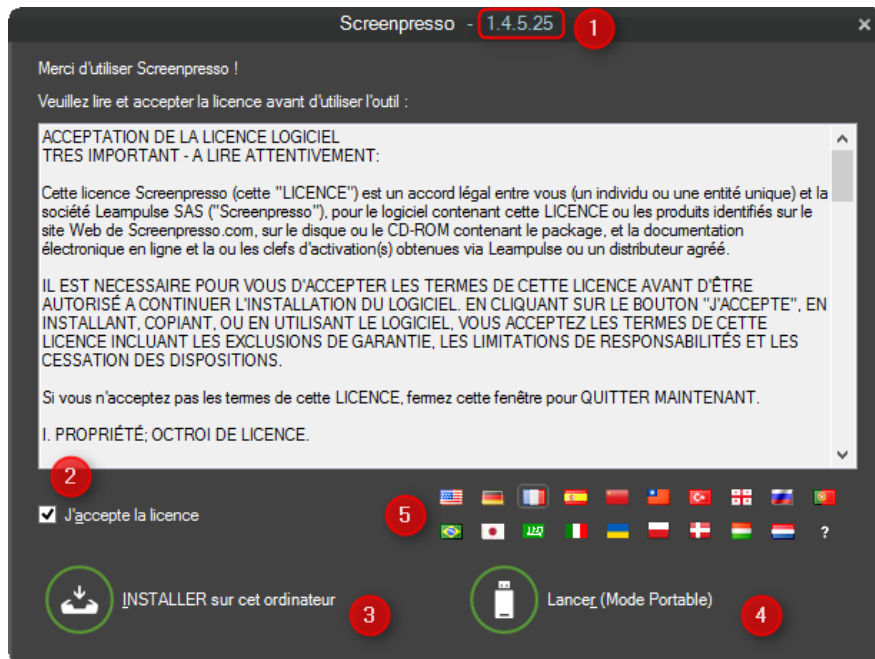 Screenpresso - 1.4.5.25
1
Merci d'utiliser Screenpresso !
Veuillez lire et accepter la licence avant d'utiliser l'outil :
ACCEPTATION DE LA LICENCE LOGICIEL
TRES IMPORTANT - A LIRE ATTENTIVEMENT:
Cette licence Screenpresso (cette "LICENCE") est un accord légal entre vous (un individu ou une entité unique) et la
société Learnpulse SAS ("Screenpresso"), pour le logiciel contenant cette LICENCE ou les produits identifiés sur le
site Web de Screenpresso.com, sur le disque ou le CD-ROM contenant le package, et la documentation
électronique en ligne et la ou les clefs d'activation(s) obtenues via Learnpulse ou un distributeur agréé.
IL EST NECESSAIRE POUR VOUS D'ACCEPTER LES TERMES DE CETTE LICENCE AVANT D'ÊTRE
AUTORISÉ A CONTINUER L'INSTALLATION DU LOGICIEL. EN CLIQUANT SUR LE BOUTON "J'ACCEPTE", EN
INSTALLANT, COPIANT, OU EN UTILISANT LE LOGICIEL, VOUS ACCEPTEZ LES TERMES DE CETTE
LICENCE INCLUANT LES EXCLUSIONS DE GARANTIE, LES LIMITATIONS DE RESPONSABILITÉS ET LES
CESSATION DES DISPOSITIONS.
Si vous n'acceptez pas les termes de cette LICENCE, fermez cette fenêtre pour QUITTER MAINTENANT.
I. PROPRIÉTÉ; OCTROI DE LICENCE.
2
J'accepte la licence
5
?
INSTALLER sur cet ordinateur
3
Lancer (Mode Portable)
4